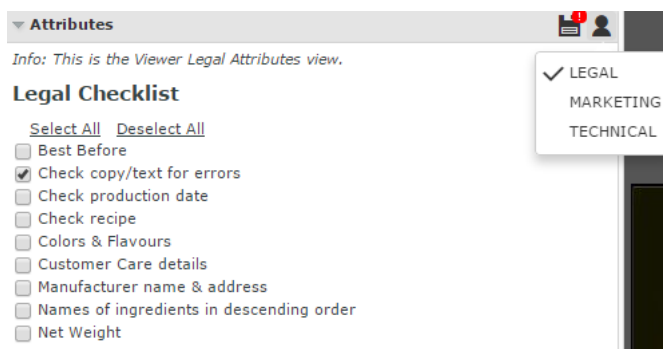 Attributes
!
Info: This is the Viewer Legal Attributes view.
LEGAL
MARKETING
TECHNICAL
Legal Checklist
Select All Deselect All
Best Before
Check copy/text for errors
Check production date
Check recipe
Colors & Flavours
Customer Care details
Manufacturer name & address
Names of ingredients in descending order
Net Weight